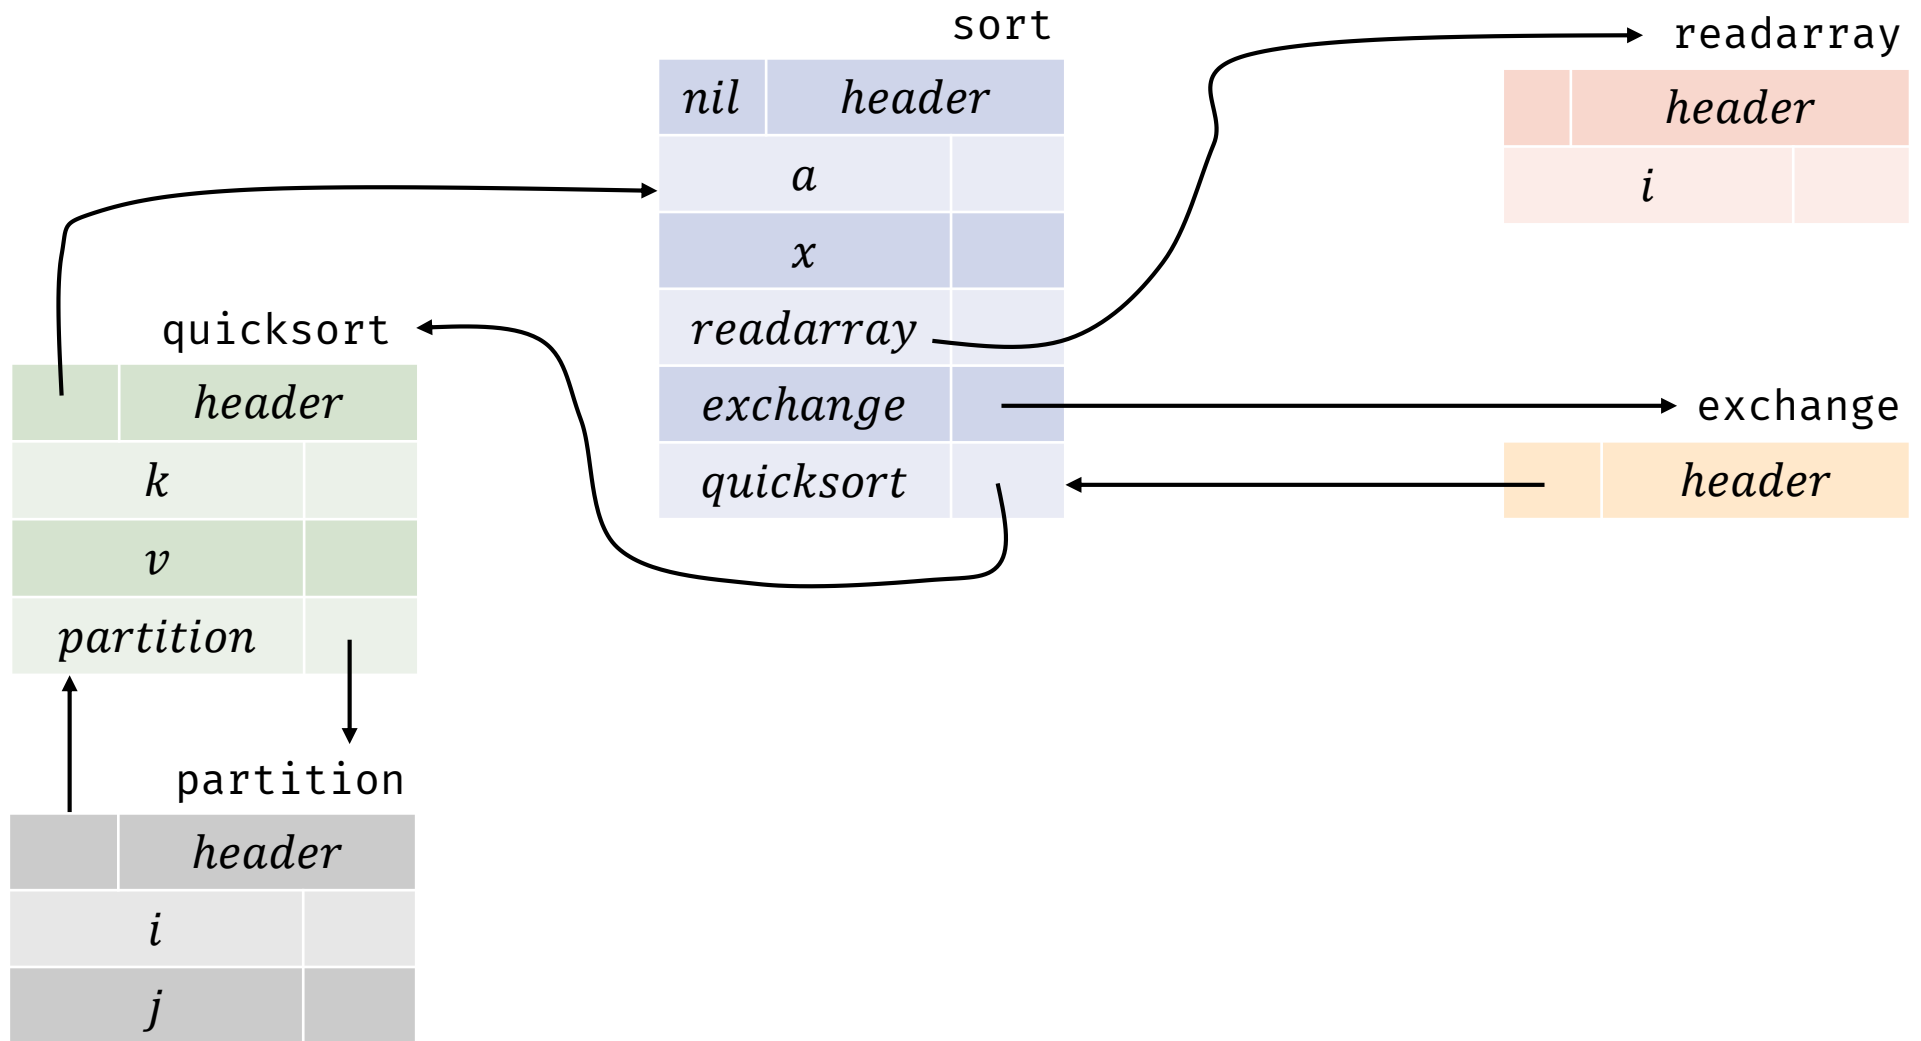 sort
nil header
a
x
readarray
exchange
quicksort
readarray
header
i
exchange
header
quicksort
header
k
v
partition
partition
header
i
j